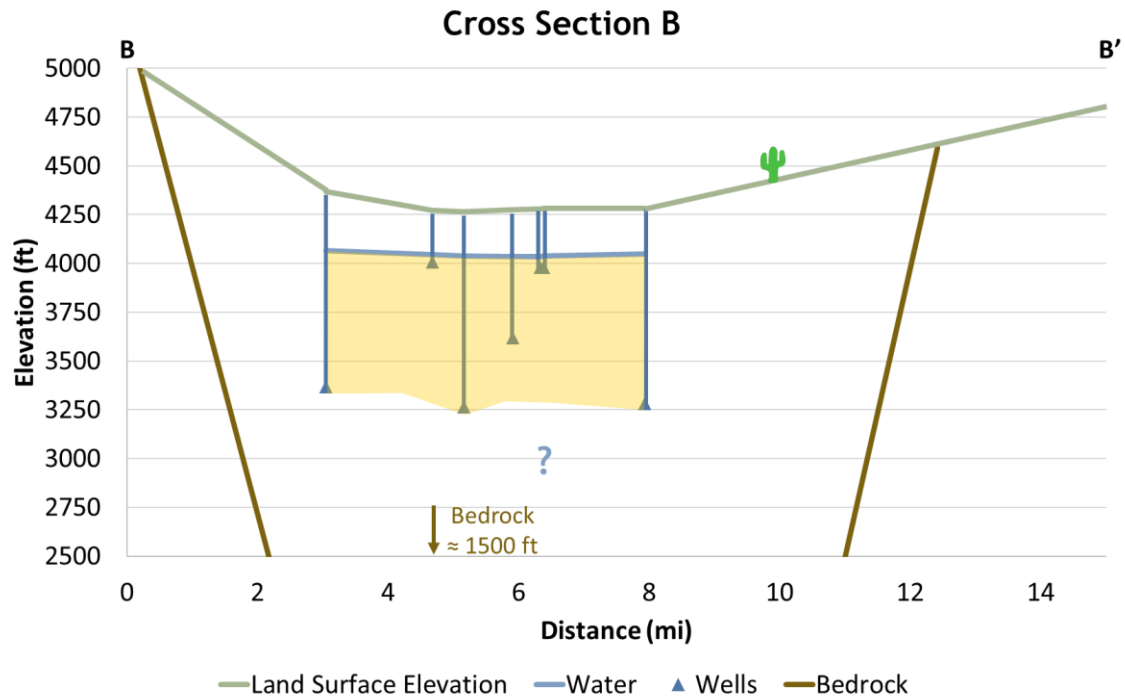 Cross Section B
B
B’
5000
4750
4500
4250
4000
3750
3500
3250
3000
2750
2500
Elevation (ft)
?
Bedrock
≈ 1500 ft
0 2 4 6 8 10 12 14
Distance (mi)
Land Surface Elevation Water Wells Bedrock